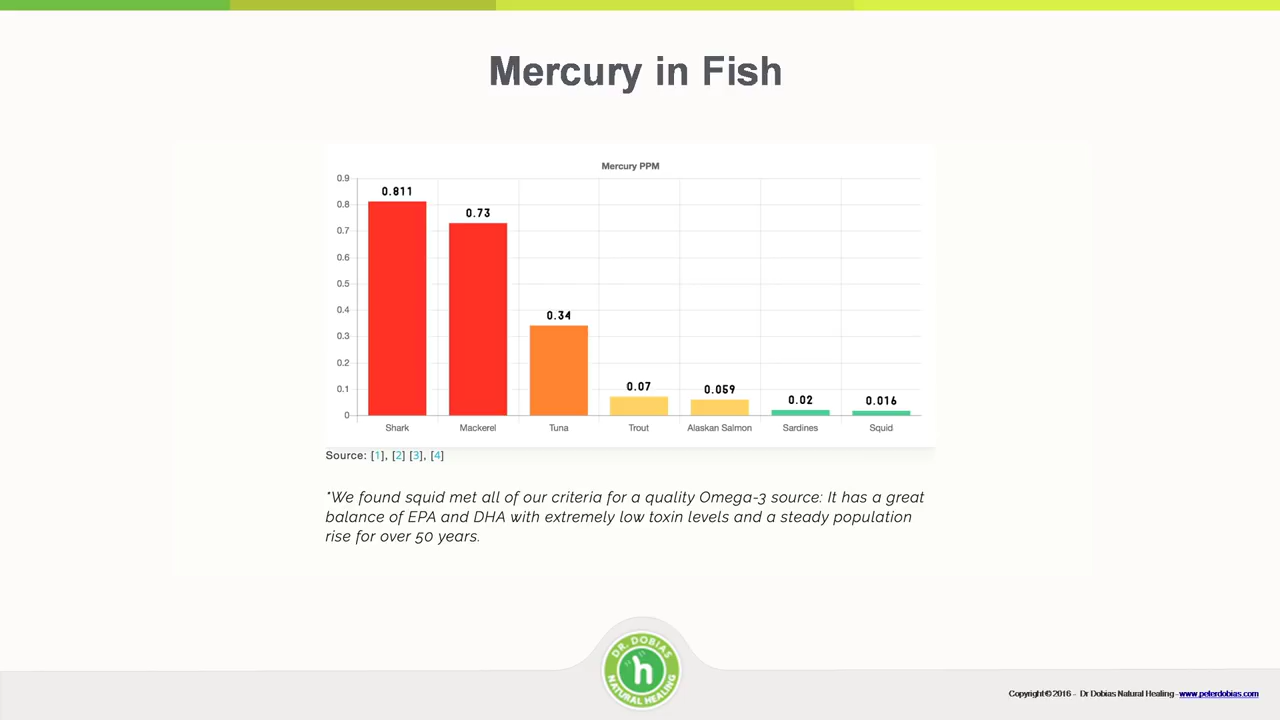 Mercury in Fish
Mercury PPM
0.9
0.8
0.7
0.6
0.5
0.4
0.3
0.2
0.1
0
0.811
0.73
0.34
0.07
0.059
0.02
0.016
Shark
Mackerel
Tuna
Trout
Alaskan Salmon
Sardines
Squid
Source: [1], [2] [3], [4]
*We found squid met all of our criteria for a quality Omega-3 source: It has a great
balance of EPA and DHA with extremely low toxin levels and a steady population
rise for over 50 years.
DR. DOBIAS
h
NATURAL HEALING
Copyright © 2016 - Dr Dobias Natural Healing - www.peterdobias.com